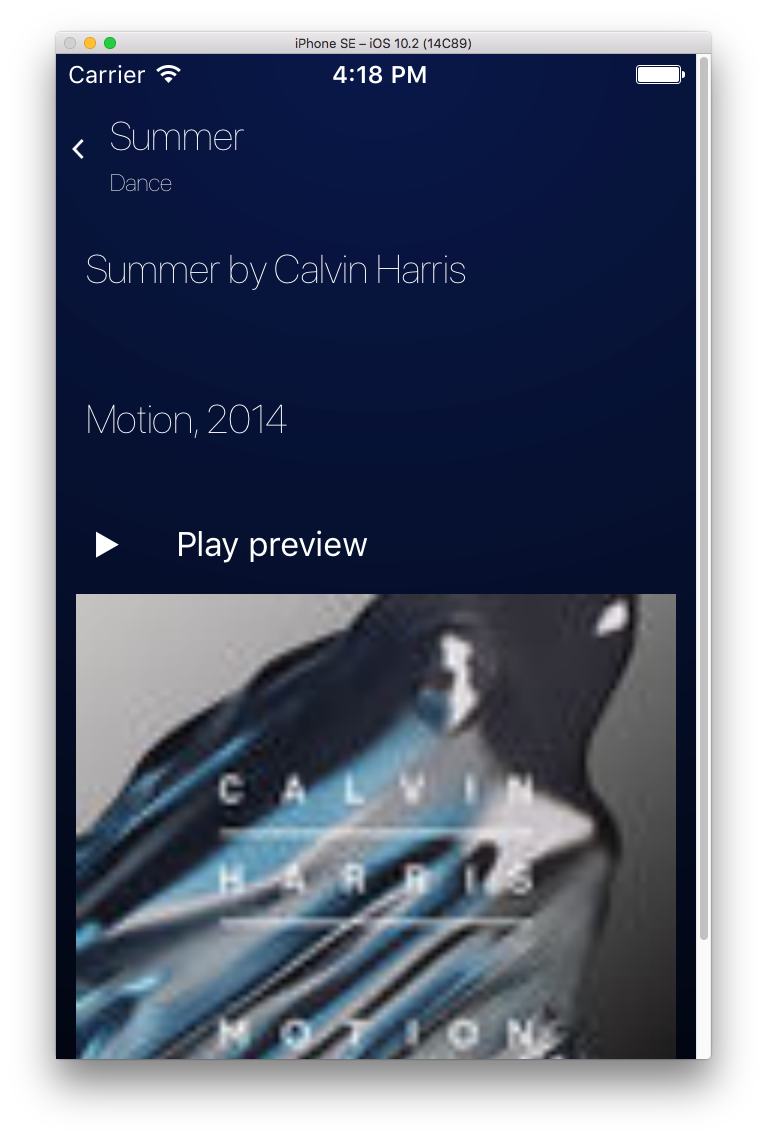 iPhone SE – iOS 10.2 (14C89)
Carrier 4:18 PM
Summer
Dance
Summer by Calvin Harris
Motion, 2014
Play preview
CALVIN
HARRIS
MOTION